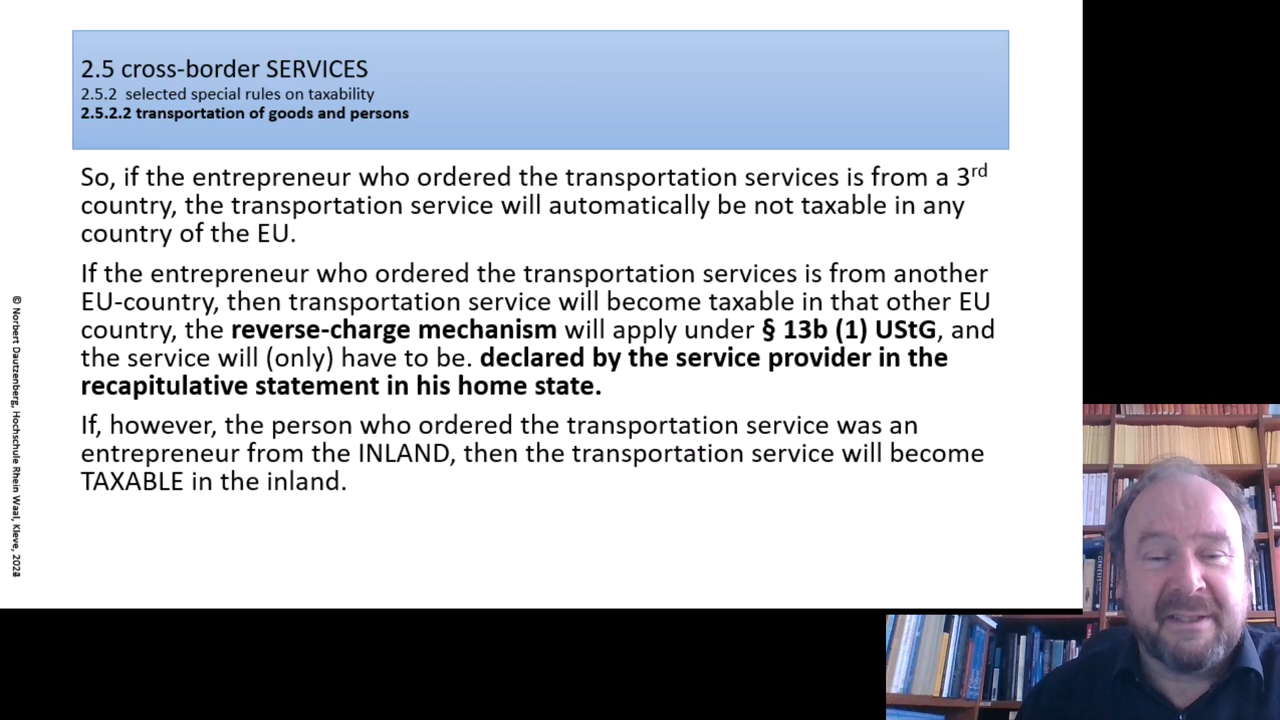 2.5 cross-border SERVICES
2.5.2 selected special rules on taxability
2.5.2.2 transportation of goods and persons
So, if the entrepreneur who ordered the transportation services is from a 3rd
country, the transportation service will automatically be not taxable in any
country of the EU.
If the entrepreneur who ordered the transportation services is from another
EU-country, then transportation service will become taxable in that other EU
country, the reverse-charge mechanism will apply under § 13b (1) UStG, and
the service will (only) have to be. declared by the service provider in the
recapitulative statement in his home state.
If, however, the person who ordered the transportation service was an
entrepreneur from the INLAND, then the transportation service will become
TAXABLE in the inland.
© Norbert Dautzenberg, Hochschule Rhein Waal, Kleve,
GENESIS